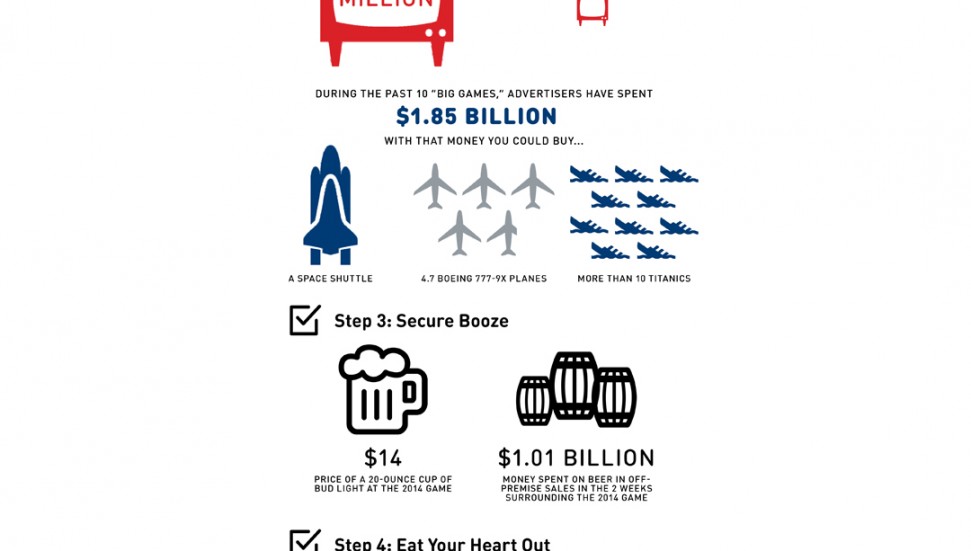 MILLION
DURING THE PAST 10 "BIG GAMES," ADVERTISERS HAVE SPENT
$1.85 BILLION
WITH THAT MONEY YOU COULD BUY...
A SPACE SHUTTLE
4.7 BOEING 777-9X PLANES
MORE THAN 10 TITANICS
Step 3: Secure Booze
$14
PRICE OF A 20-OUNCE CUP OF
BUD LIGHT AT THE 2014 GAME
$1.01 BILLION
MONEY SPENT ON BEER IN OFF-
PREMISE SALES IN THE 2 WEEKS
SURROUNDING THE 2014 GAME
Step 4: Eat Your Heart Out